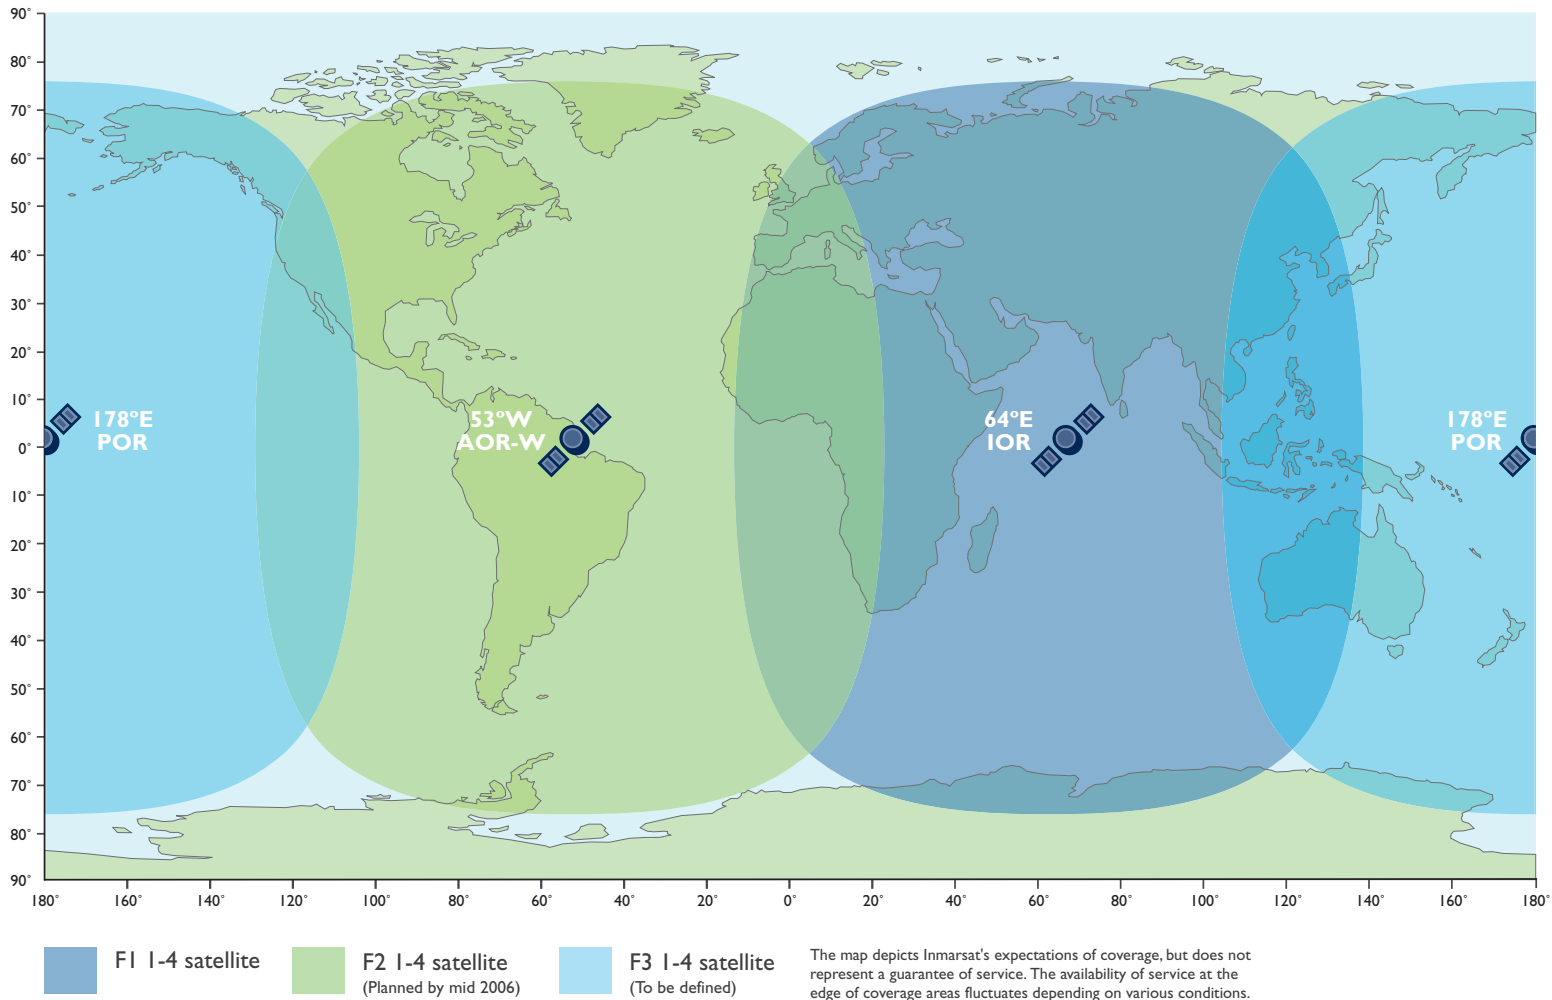 90°
80°
70°
60°
50°
40°
30°
20°
10°
0°
10°
20°
30°
40°
50°
60°
70°
80°
90°
178°E
POR
53°W
AOR-W
64°E
IOR
178°E
POR
180° 160° 140° 120° 100° 80° 60° 40° 20° 0° 20° 40° 60° 80° 100° 120° 140° 160° 180°
F1 1-4 satellite
F2 1-4 satellite
(Planned by mid 2006)
F3 1-4 satellite
(To be defined)
The map depicts Inmarsat's expectations of coverage, but does not
represent a guarantee of service. The availability of service at the
edge of coverage areas fluctuates depending on various conditions.